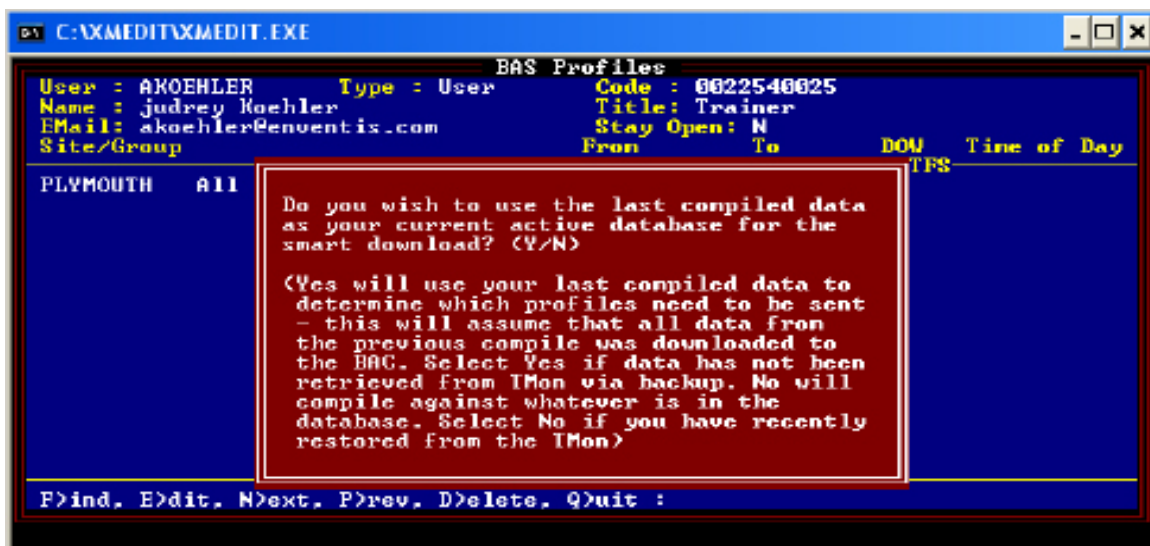 C:\XMEDIT\XMEDIT.EXE
BAS Profiles
User : AKOEHLER Type : User Code : 0022540025
Name : judrey Koehler Title: Trainer
EMail: akoehler@enventis.com Stay Open: N
Site/Group From To DOW Time of Day
TFS
PLYMOUTH All
Do you wish to use the last compiled data
as your current active database for the
smart download? (Y/N)
(Yes will use your last compiled data to
determine which profiles need to be sent
- this will assume that all data from
the previous compile was downloaded to
the BAC. Select Yes if data has not been
retrieved from TMon via backup. No will
compile against whatever is in the
database. Select No if you have recently
restored from the TMon)
F)ind, E)dit, N)ext, P)rev, D)elete, Q)uit :